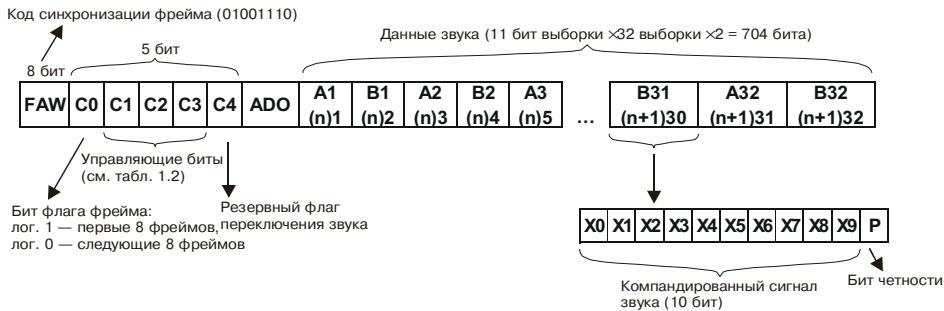 Код синхронизации фрейма (01001110)
Данные звука (11 бит выборки ×32 выборки ×2 = 704 бита)
5 бит
8 бит
FAW C0 C1 C2 C3 C4 ADO A1 B1 A2 B2 A3 B31 A32 B32
(n)1 (n)2 (n)3 (n)4 (n)5 ... (n+1)30 (n+1)31 (n+1)32
Управляющие биты
(см. табл. 1.2)
Бит флага фрейма:
лог. 1 — первые 8 фреймов,
лог. 0 — следующие 8 фреймов
Резервный флаг
переключения звука
X0 X1 X2 X3 X4 X5 X6 X7 X8 X9 P
Компандированный сигнал
звука (10 бит)
Бит четности